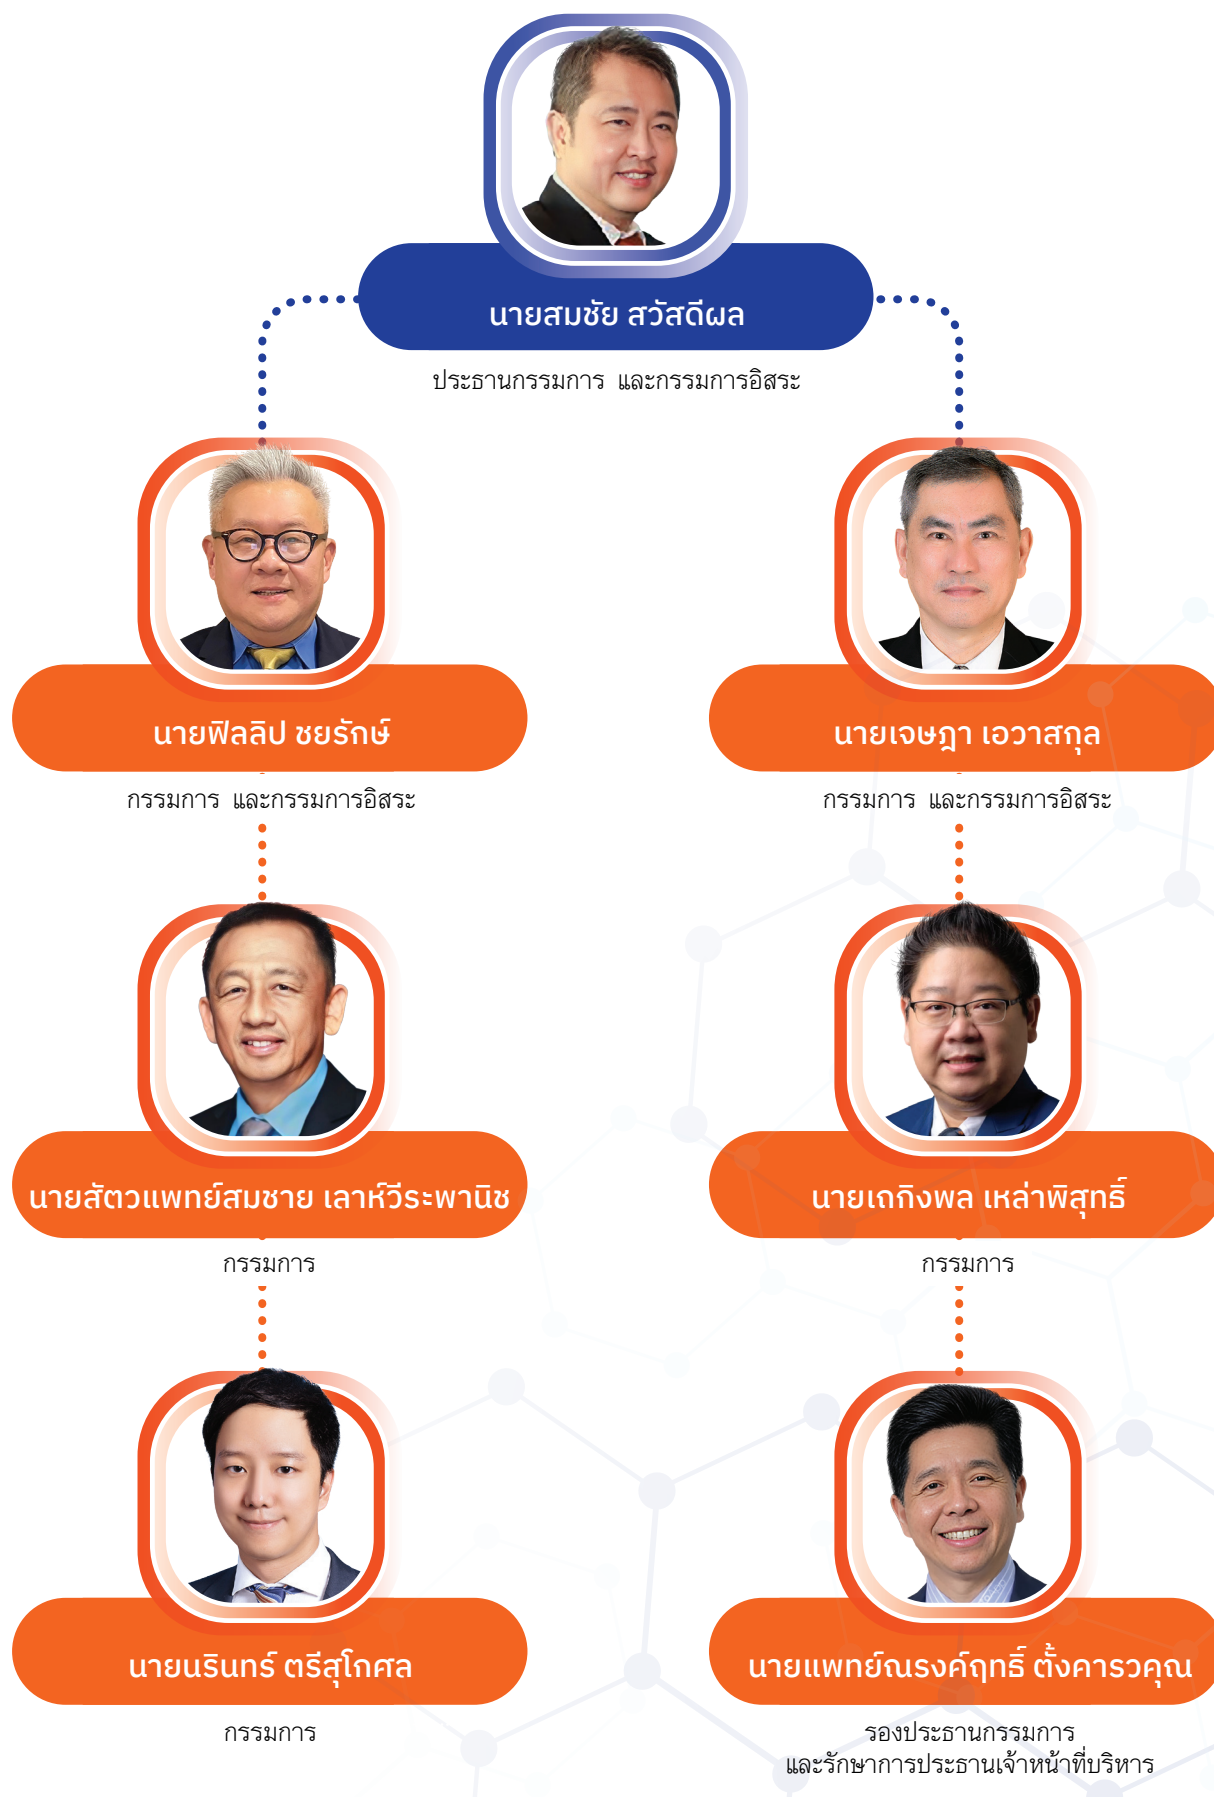 นายสมชัย สวัสดีผล
ประธานกรรมการ และกรรมการอิสระ
นายฟิลลิป ชยรักษ์
กรรมการ และกรรมการอิสระ
นายเจษฎา เอวาสกุล
กรรมการ และกรรมการอิสระ
นายสัตวแพทย์สมชาย เลาห์วีระพานิช
กรรมการ
นายเถกิงพล เหล่าพิสุทธิ์
กรรมการ
นายนรินทร์ ตรีสุโกศล
กรรมการ
นายแพทย์ณรงค์ฤทธิ์ ตั้งคารวคุณ
รองประธานกรรมการ
และรักษาการประธานเจ้าหน้าที่บริหาร